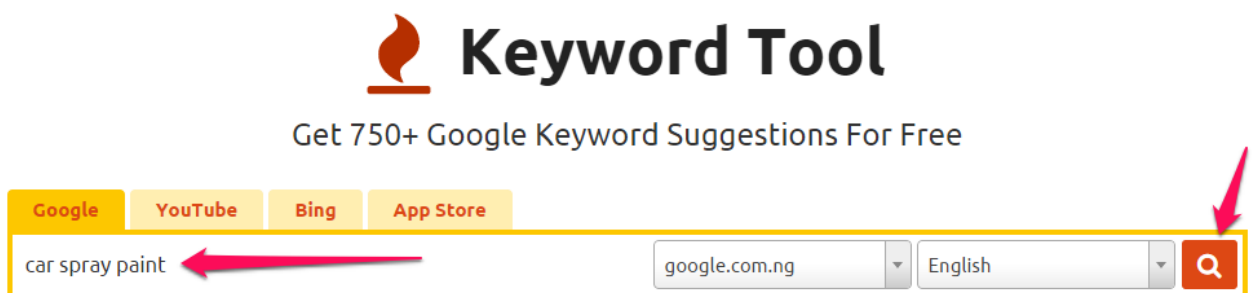 Keyword Tool
Get 750+ Google Keyword Suggestions For Free
Google YouTube Bing App Store
car spray paint google.com.ng English